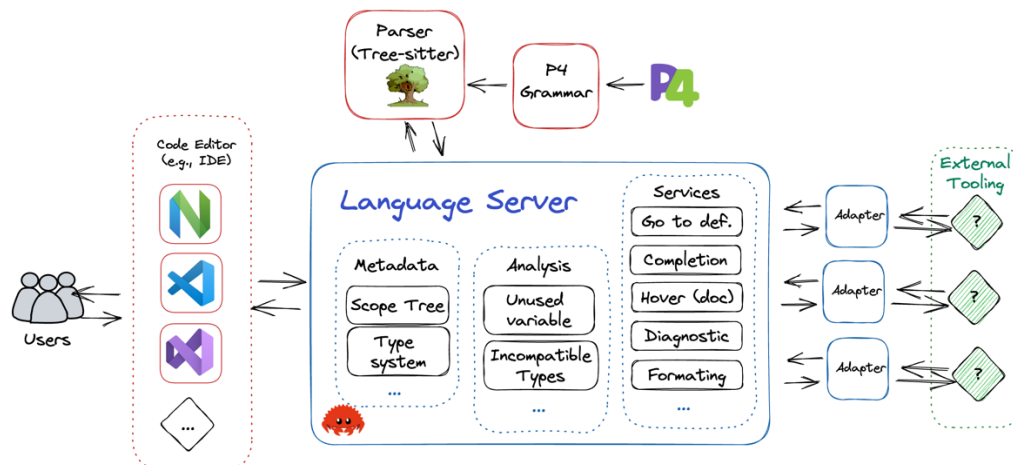 Parser
(Tree-sitter)
P4
Grammar
P4
Code Editor
(e.g., IDE)
...
Users
Language Server
Metadata
Scope Tree
Type
system
...
Analysis
Unused
variable
Incompatible
Types
...
Services
Go to def.
Completion
Hover (doc)
Diagnostic
Formating
...
Adapter
Adapter
Adapter
External
Tooling
?
?
?